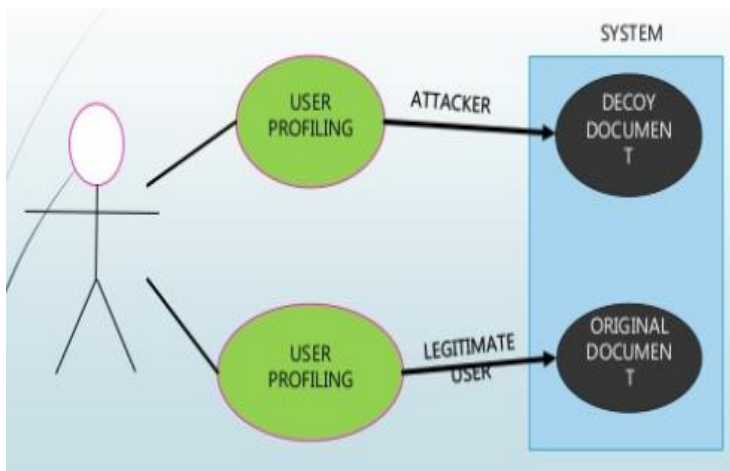 SYSTEM
USER
PROFILING
ATTACKER
DECOY
DOCUMEN
T
USER
PROFILING
LEGITIMATE
USER
ORIGINAL
DOCUMEN
T